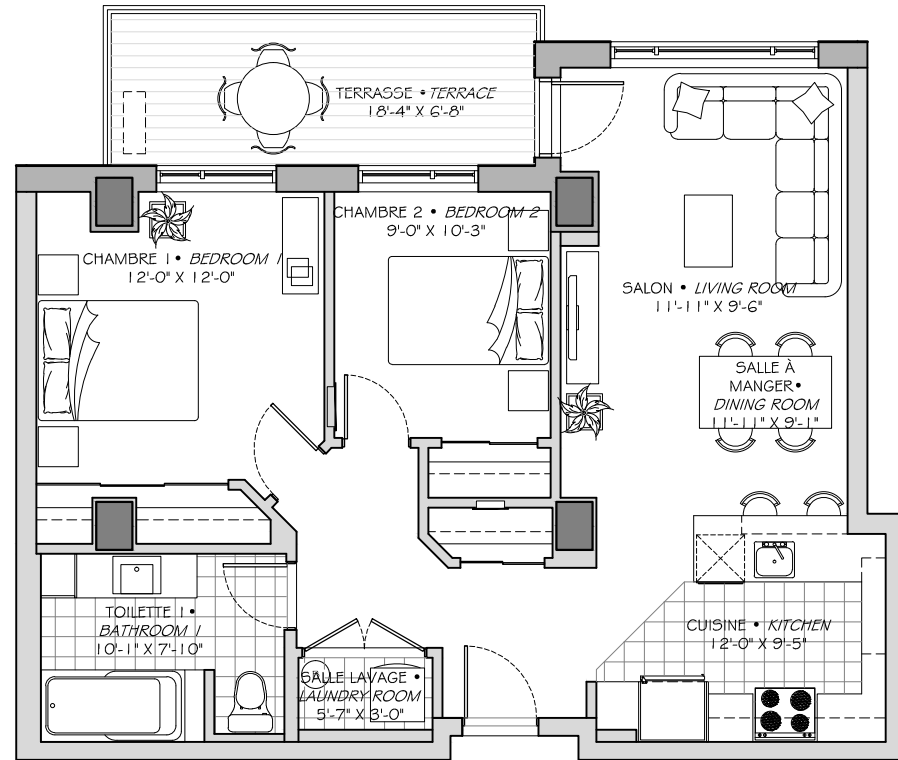 TERRASSE • TERRACE
18'-4" X 6'-8"
CHAMBRE 2 • BEDROOM 2
9'-0" X 10'-3"
CHAMBRE 1 • BEDROOM 1
12'-0" X 12'-0"
SALON • LIVING ROOM
11'-11" X 9'-6"
SALLE À
MANGER•
DINING ROOM
11'-11" X 9'-1"
TOILETTE 1 •
BATHROOM 1
10'-1" X 7'-10"
CUISINE • KITCHEN
12'-0" X 9'-5"
SALLE LAVAGE •
LAUNDRY ROOM
5'-7" X 3'-0"